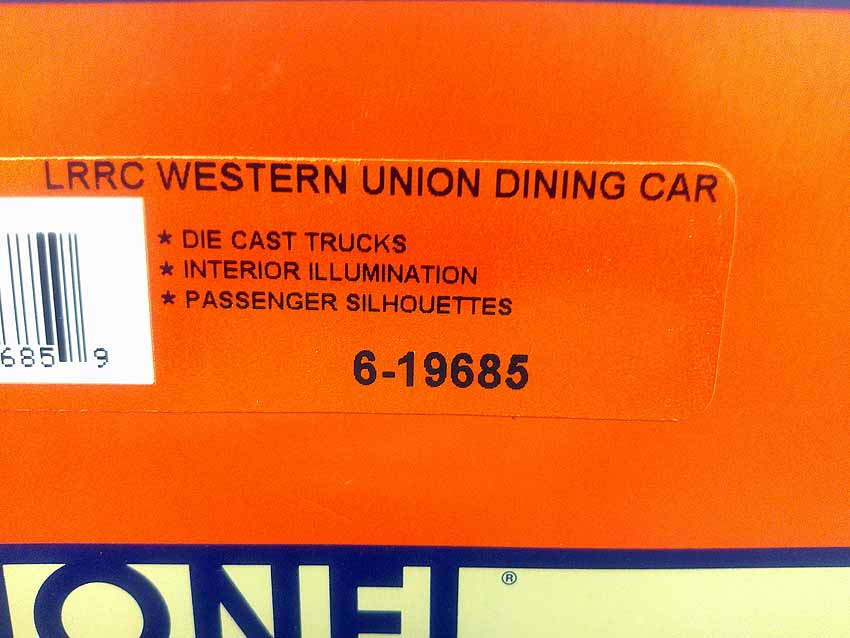 LRRC WESTERN UNION DINING CAR
★ DIE CAST TRUCKS
★ INTERIOR ILLUMINATION
★ PASSENGER SILHOUETTES
685 9
6-19685
®